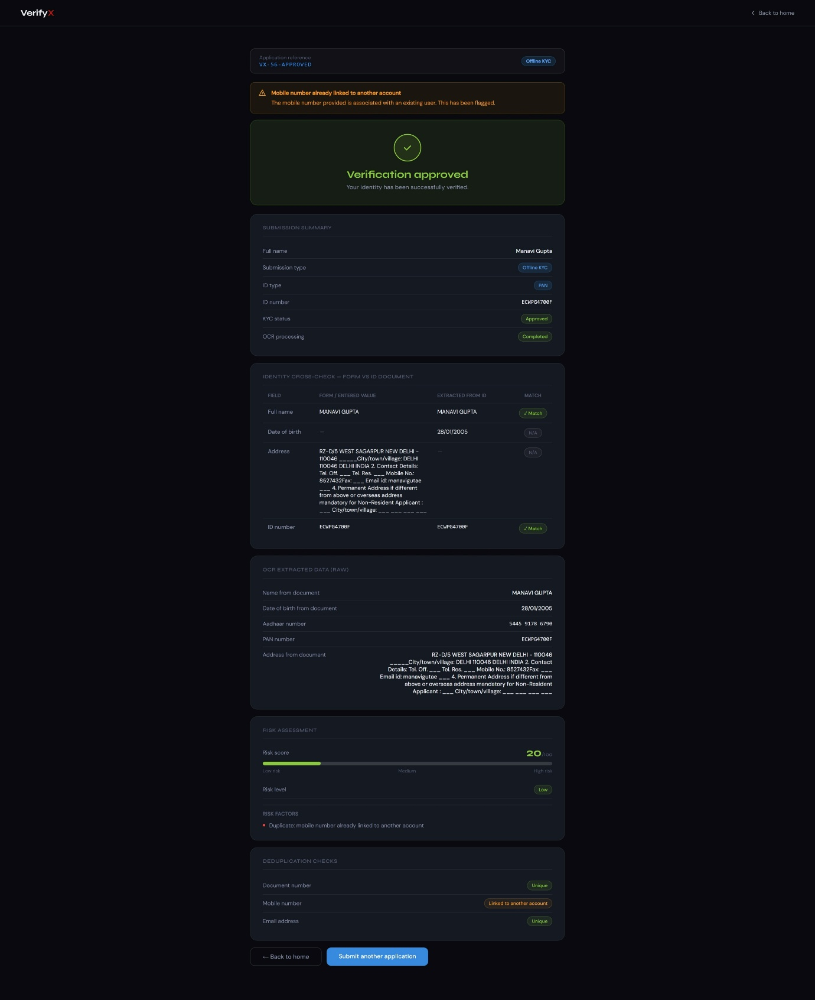 VerifyX
Back to home
Application reference
VX-56-APPROVED
Offline KYC
Mobile number already linked to another account
The mobile number provided is associated with an existing user. This has been flagged.
Verification approved
Your identity has been successfully verified.
SUBMISSION SUMMARY
Full name Manavi Gupta
Submission type Offline KYC
ID type PAN
ID number ECWPG4700F
KYC status Approved
OCR processing Completed
IDENTITY CROSS-CHECK — FORM VS ID DOCUMENT
FIELD FORM / ENTERED VALUE EXTRACTED FROM ID MATCH
Full name MANAVI GUPTA MANAVI GUPTA ✓ Match
Date of birth — 28/01/2005 N/A
Address RZ-D/5 WEST SAGARPUR NEW DELHI - — N/A
110046 _____City/town/village: DELHI
110046 DELHI INDIA 2. Contact Details:
Tel. Off. ___ Tel. Res. ___ Mobile No.:
8527432Fax: ___ Email id: manavigutae
___ 4. Permanent Address if different
from above or overseas address
mandatory for Non-Resident Applicant :
___ City/town/village: ___ ___ ___ ___
ID number ECWPG4700F ECWPG4700F ✓ Match
OCR EXTRACTED DATA (RAW)
Name from document MANAVI GUPTA
Date of birth from document 28/01/2005
Aadhaar number 5445 9178 6790
PAN number ECWPG4700F
Address from document RZ-D/5 WEST SAGARPUR NEW DELHI - 110046
_____City/town/village: DELHI 110046 DELHI INDIA 2. Contact
Details: Tel. Off. ___ Tel. Res. ___ Mobile No.: 8527432Fax: ___
Email id: manavigutae ___ 4. Permanent Address if different from
above or overseas address mandatory for Non-Resident
Applicant : ___ City/town/village: ___ ___ ___ ___
RISK ASSESSMENT
Risk score 20/100
Low risk Medium High risk
Risk level Low
RISK FACTORS
Duplicate: mobile number already linked to another account
DEDUPLICATION CHECKS
Document number Unique
Mobile number Linked to another account
Email address Unique
← Back to home
Submit another application